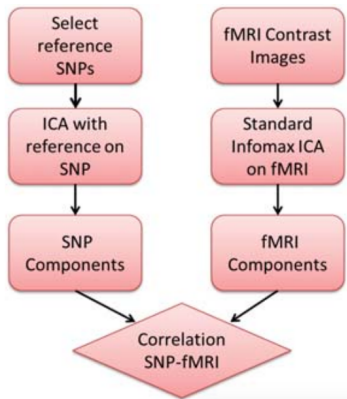 Select
reference
SNPs
fMRI Contrast
Images
ICA with
reference on
SNP
Standard
Infomax ICA
on fMRI
SNP
Components
fMRI
Components
Correlation
SNP-fMRI